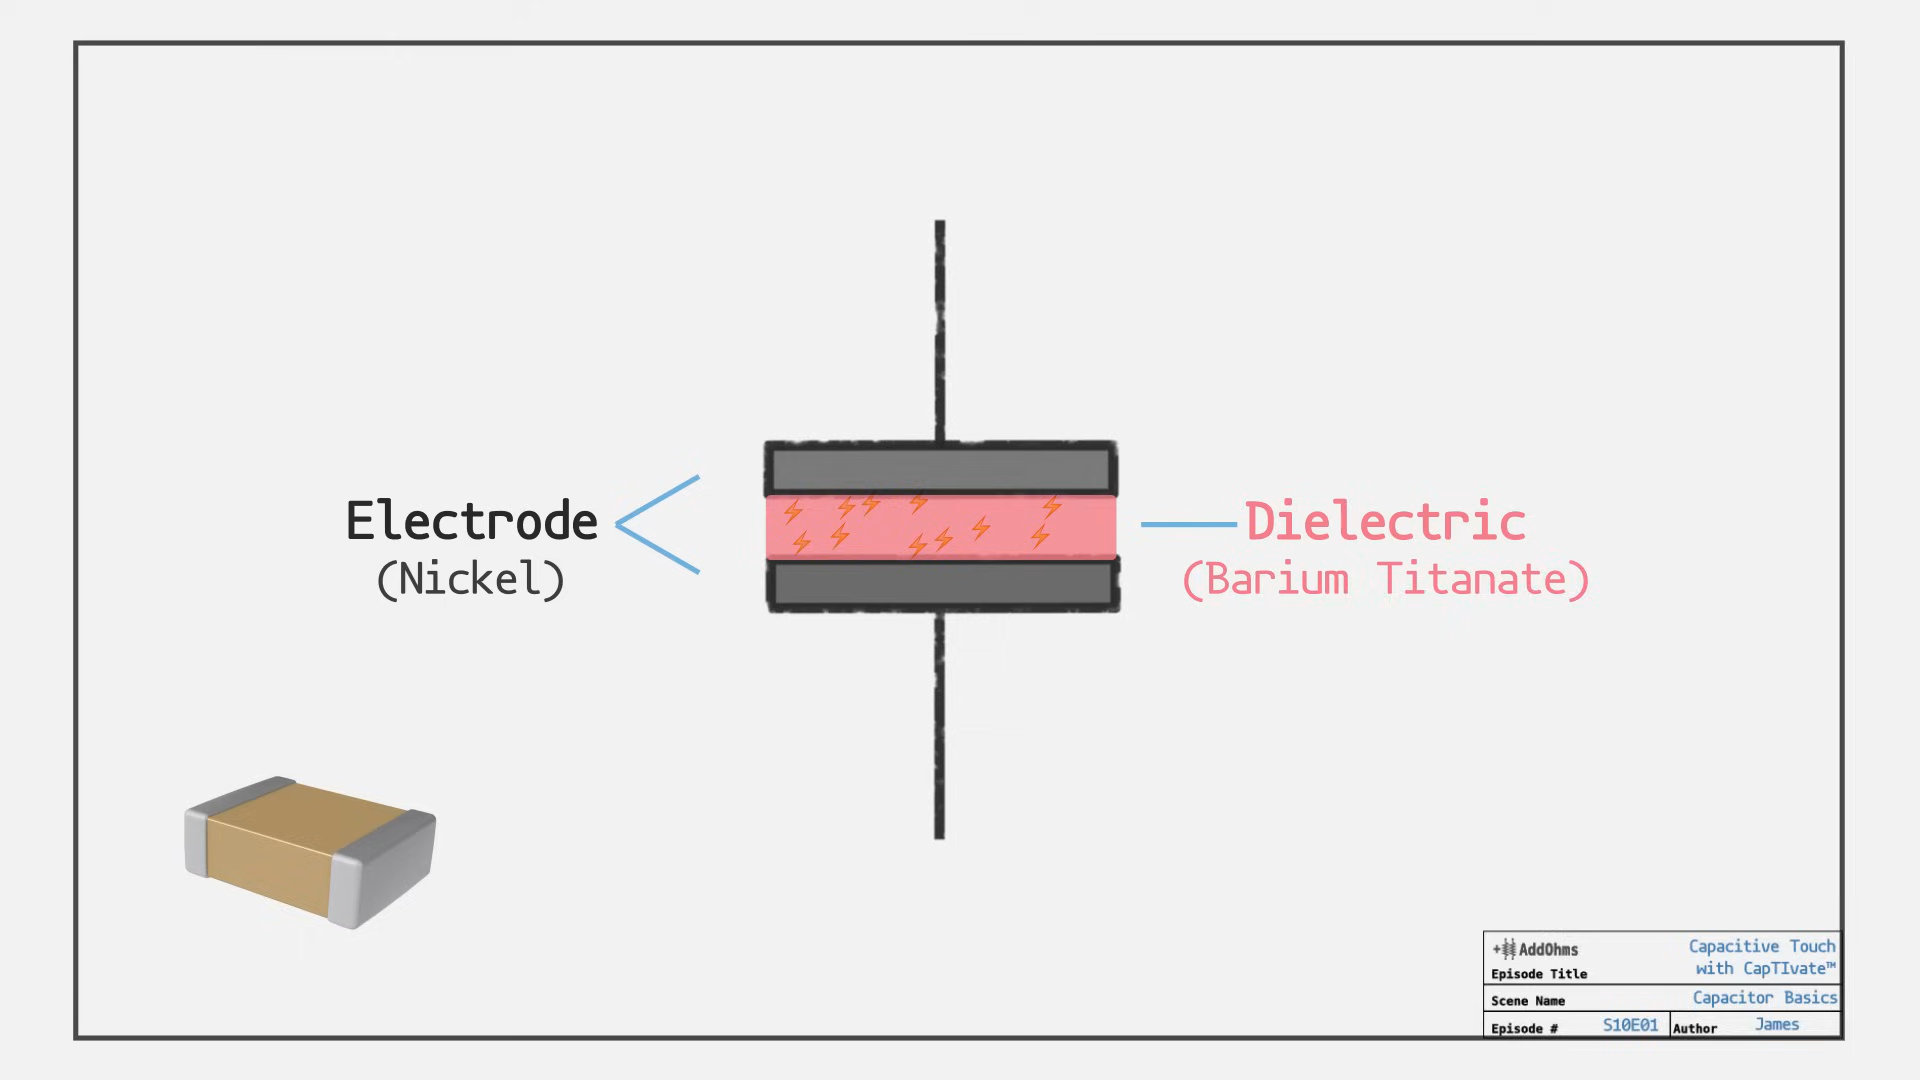 Electrode
(Nickel)
Dielectric
(Barium Titanate)
AddOhms
Episode Title
Capacitive Touch
with CapTIvate™
Scene Name
Capacitor Basics
Episode #
S10E01
Author
James